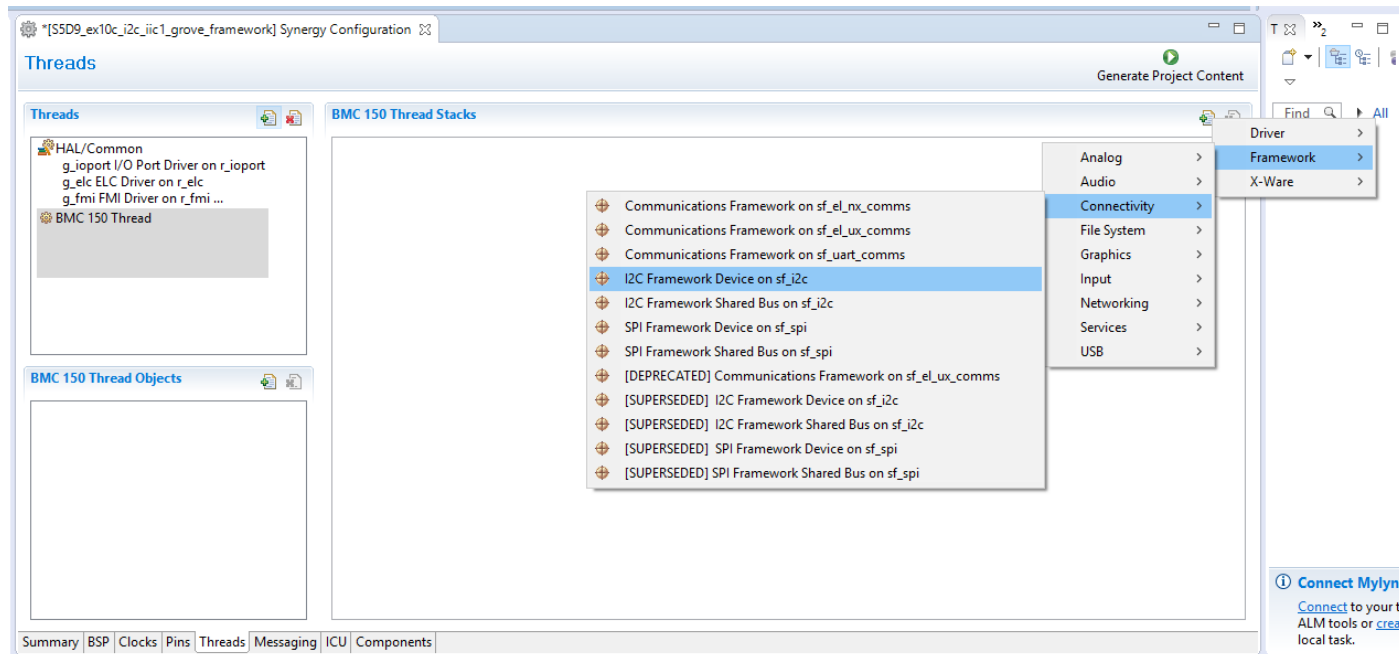 *[S5D9_ex10c_i2c_iic1_grove_framework] Synergy Configuration
Threads
Generate Project Content
Threads
HAL/Common
g_ioport I/O Port Driver on r_ioport
g_elc ELC Driver on r_elc
g_fmi FMI Driver on r_fmi ...
BMC 150 Thread
BMC 150 Thread Objects
BMC 150 Thread Stacks
Driver
Framework
X-Ware
Analog
Audio
Connectivity
File System
Graphics
Input
Networking
Services
USB
Communications Framework on sf_el_nx_comms
Communications Framework on sf_el_ux_comms
Communications Framework on sf_uart_comms
I2C Framework Device on sf_i2c
I2C Framework Shared Bus on sf_i2c
SPI Framework Device on sf_spi
SPI Framework Shared Bus on sf_spi
[DEPRECATED] Communications Framework on sf_el_ux_comms
[SUPERSEDED] I2C Framework Device on sf_i2c
[SUPERSEDED] I2C Framework Shared Bus on sf_i2c
[SUPERSEDED] SPI Framework Device on sf_spi
[SUPERSEDED] SPI Framework Shared Bus on sf_spi
Summary BSP Clocks Pins Threads Messaging ICU Components
T »2
Find All
Connect Mylyn
Connect to your t
ALM tools or crea
local task.